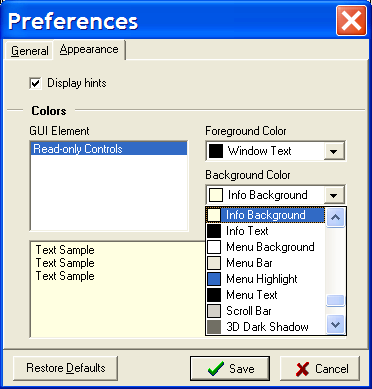 Preferences
General Appearance
Display hints
Colors
GUI Element
Read-only Controls
Foreground Color
Window Text
Background Color
Info Background
Info Background
Info Text
Menu Background
Menu Bar
Menu Highlight
Menu Text
Scroll Bar
3D Dark Shadow
Text Sample
Text Sample
Text Sample
Restore Defaults Save Cancel